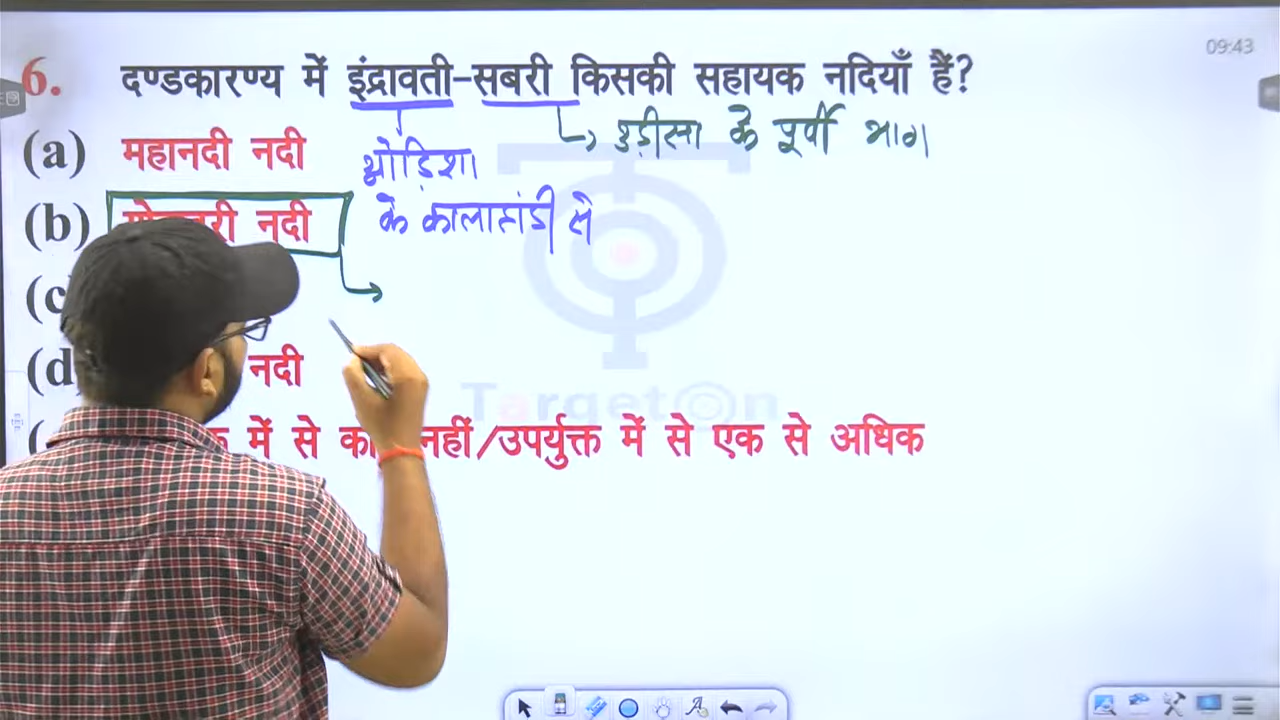 09:43
6. दण्डकारण्य में इंद्रावती-सबरी किसकी सहायक नदियाँ हैं?
उड़ीसा के पूर्वी भाग
(a) महानदी नदी
ओड़िशा
के कालाहांडी से
(b) नदी
(c
(d नदी
में से नहीं/उपर्युक्त में से एक से अधिक
Target@n